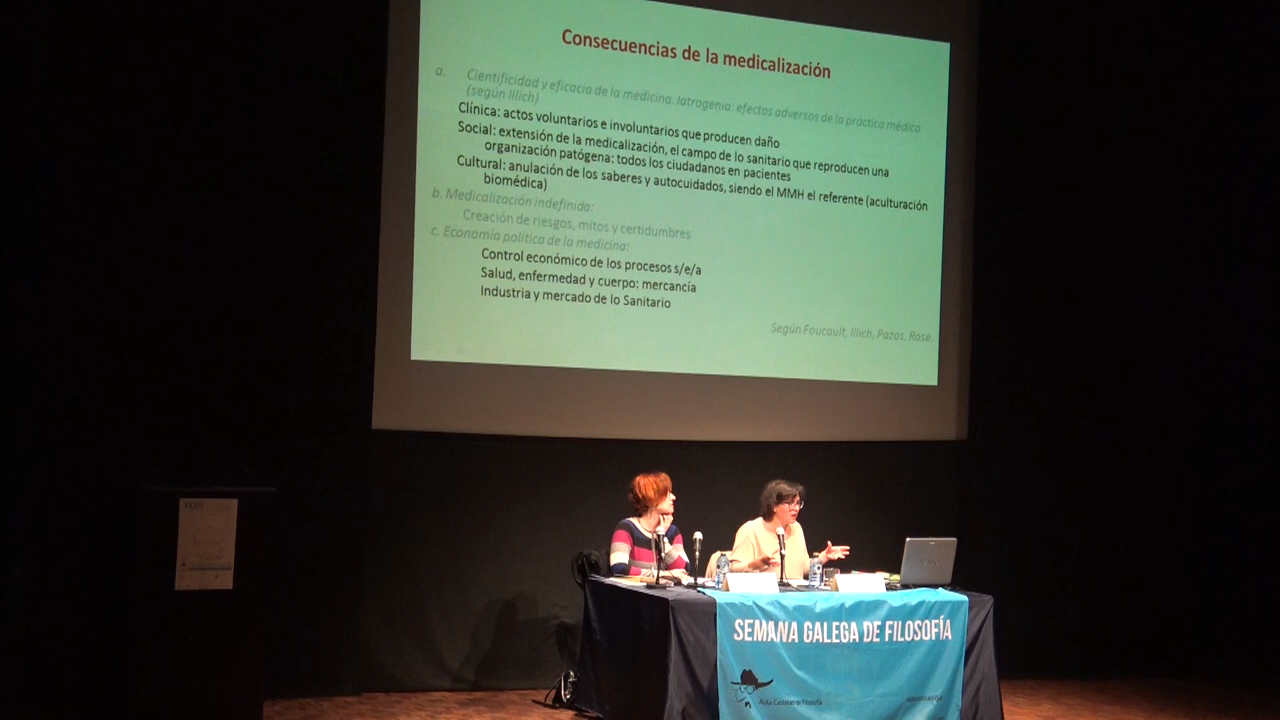 Consecuencias de la medicalización
a. Cientificidad y eficacia de la medicina. Iatrogenia: efectos adversos de la práctica médica
(según Illich)
Clínica: actos voluntarios e involuntarios que producen daño
Social: extensión de la medicalización, el campo de lo sanitario que reproducen una
organización patógena: todos los ciudadanos en pacientes
Cultural: anulación de los saberes y autocuidados, siendo el MMH el referente (aculturación
biomédica)
b. Medicalización indefinida:
Creación de riesgos, mitos y certidumbres
c. Economía política de la medicina:
Control económico de los procesos s/e/a
Salud, enfermedad y cuerpo: mercancía
Industria y mercado de lo Sanitario
Según Foucault, Illich, Pazos, Rose.
XXXIV
SEMANA GALEGA DE FILOSOFÍA
Aula Castelao de Filosofía